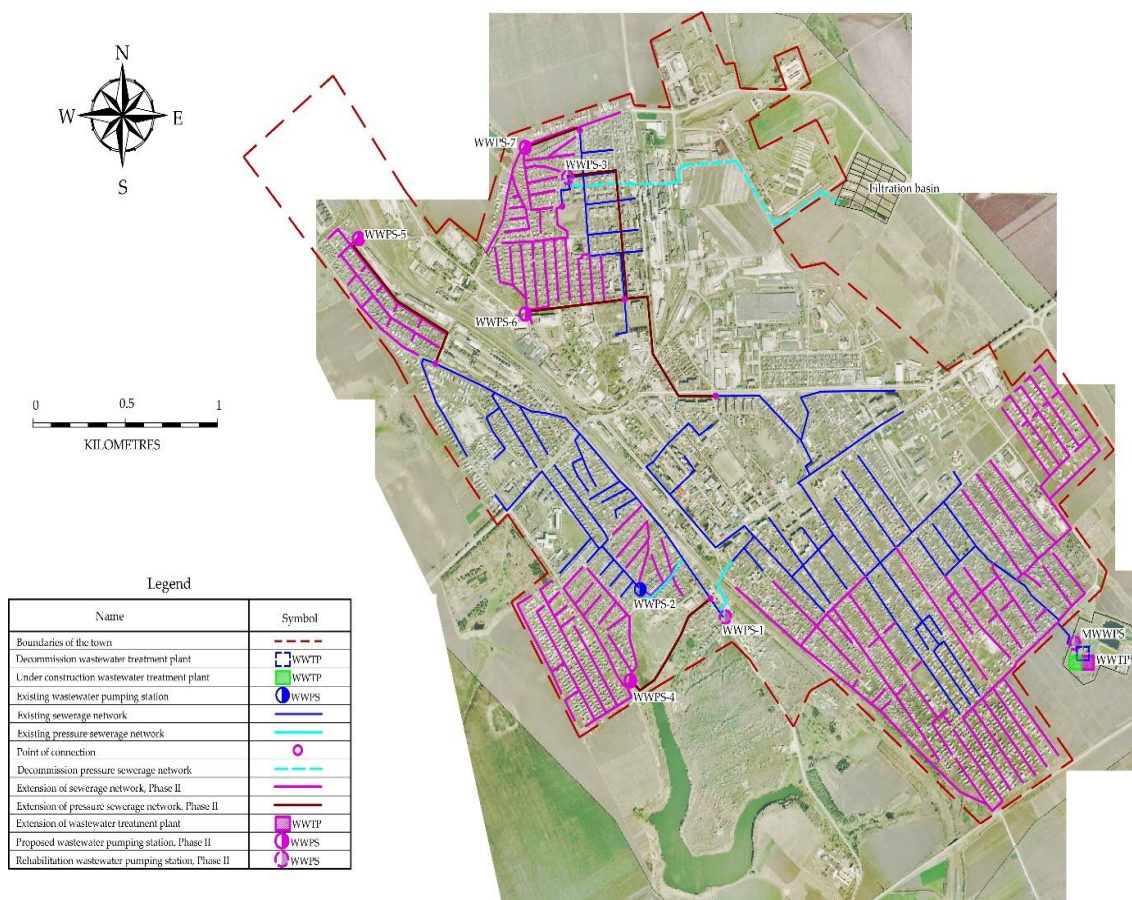 N
W
E
S
WWPS-7
WWPS-3
Filtration basin
WWPS-5
WWPS-6
0 0.5 1
KILOMETRES
WWPS-2
WWPS-1
MWWPS
WWTP
WWPS-4
Legend
Name Symbol
Boundaries of the town
Decommission wastewater treatment plant WWTP
Under construction wastewater treatment plant WWTP
Existing wastewater pumping station WWPS
Existing sewerage network
Existing pressure sewerage network
Point of connection
Decommission pressure sewerage network
Extension of sewerage network, Phase II
Extension of pressure sewerage network, Phase II
Extension of wastewater treatment plant WWTP
Proposed wastewater pumping station, Phase II WWPS
Rehabilitation wastewater pumping station, Phase II WWPS